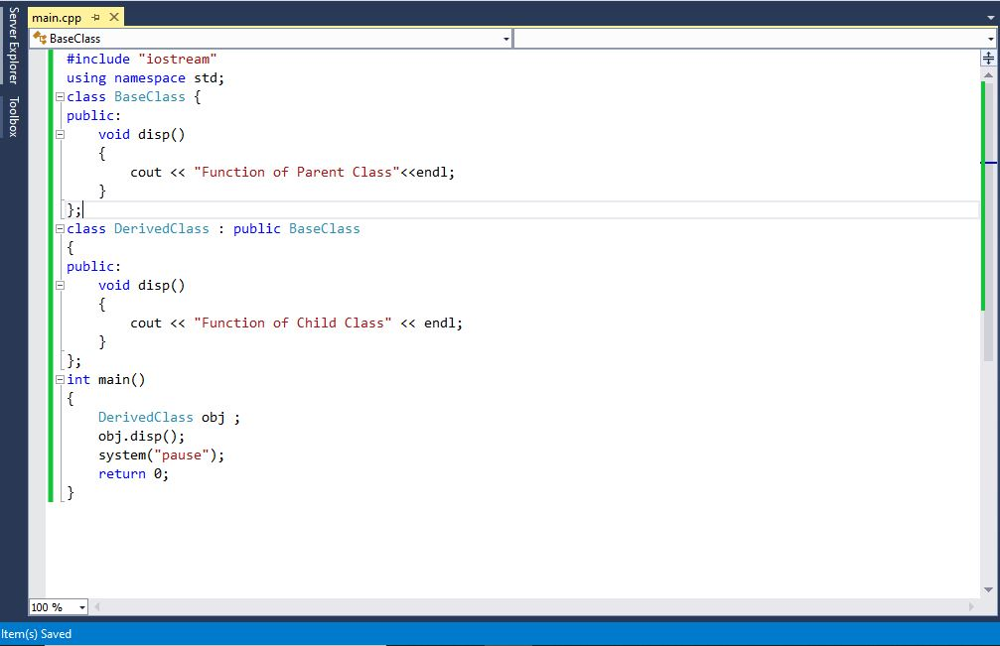 main.cpp
Server Explorer
Toolbox
BaseClass
#include "iostream"
using namespace std;
class BaseClass {
public:
    void disp()
    {
        cout << "Function of Parent Class"<<endl;
    }
};
class DerivedClass : public BaseClass
{
public:
    void disp()
    {
        cout << "Function of Child Class" << endl;
    }
};
int main()
{
    DerivedClass obj ;
    obj.disp();
    system("pause");
    return 0;
}
100 %
Item(s) Saved